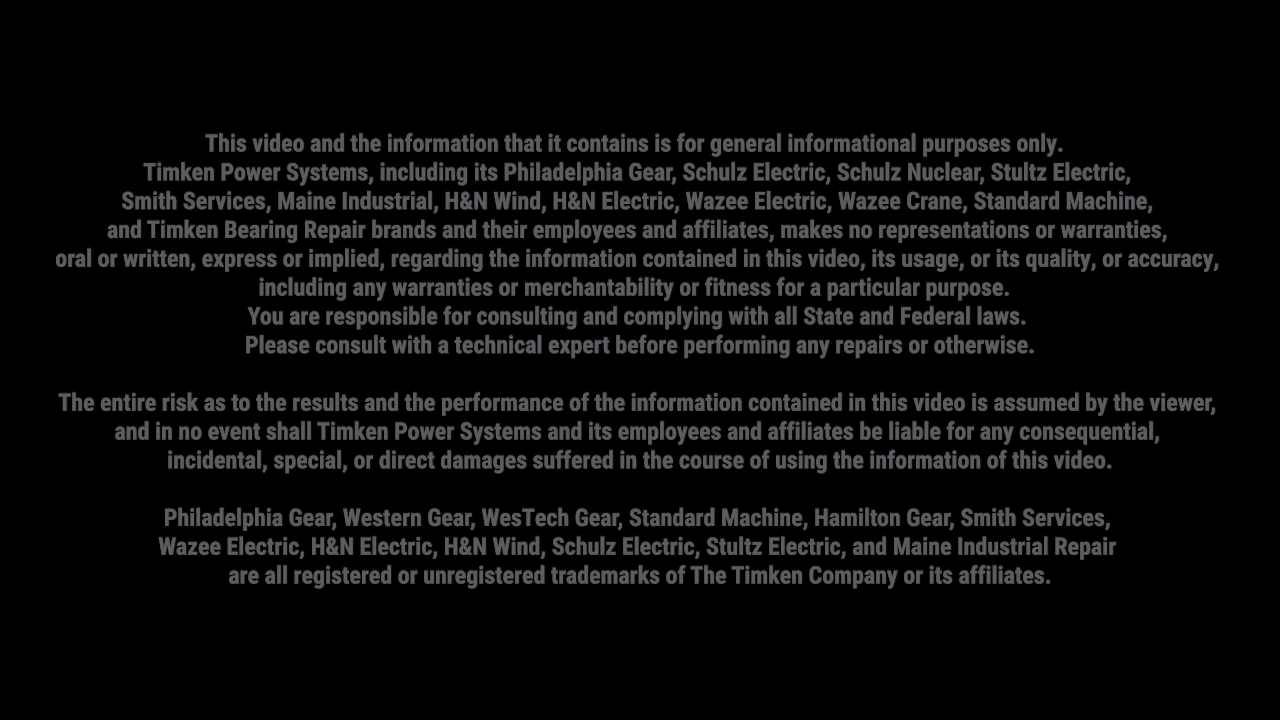 This video and the information that it contains is for general informational purposes only.
Timken Power Systems, including its Philadelphia Gear, Schulz Electric, Schulz Nuclear, Stultz Electric,
Smith Services, Maine Industrial, H&N Wind, H&N Electric, Wazee Electric, Wazee Crane, Standard Machine,
and Timken Bearing Repair brands and their employees and affiliates, makes no representations or warranties,
oral or written, express or implied, regarding the information contained in this video, its usage, or its quality, or accuracy,
including any warranties or merchantability or fitness for a particular purpose.
You are responsible for consulting and complying with all State and Federal laws.
Please consult with a technical expert before performing any repairs or otherwise.
The entire risk as to the results and the performance of the information contained in this video is assumed by the viewer,
and in no event shall Timken Power Systems and its employees and affiliates be liable for any consequential,
incidental, special, or direct damages suffered in the course of using the information of this video.
Philadelphia Gear, Western Gear, WesTech Gear, Standard Machine, Hamilton Gear, Smith Services,
Wazee Electric, H&N Electric, H&N Wind, Schulz Electric, Stultz Electric, and Maine Industrial Repair
are all registered or unregistered trademarks of The Timken Company or its affiliates.